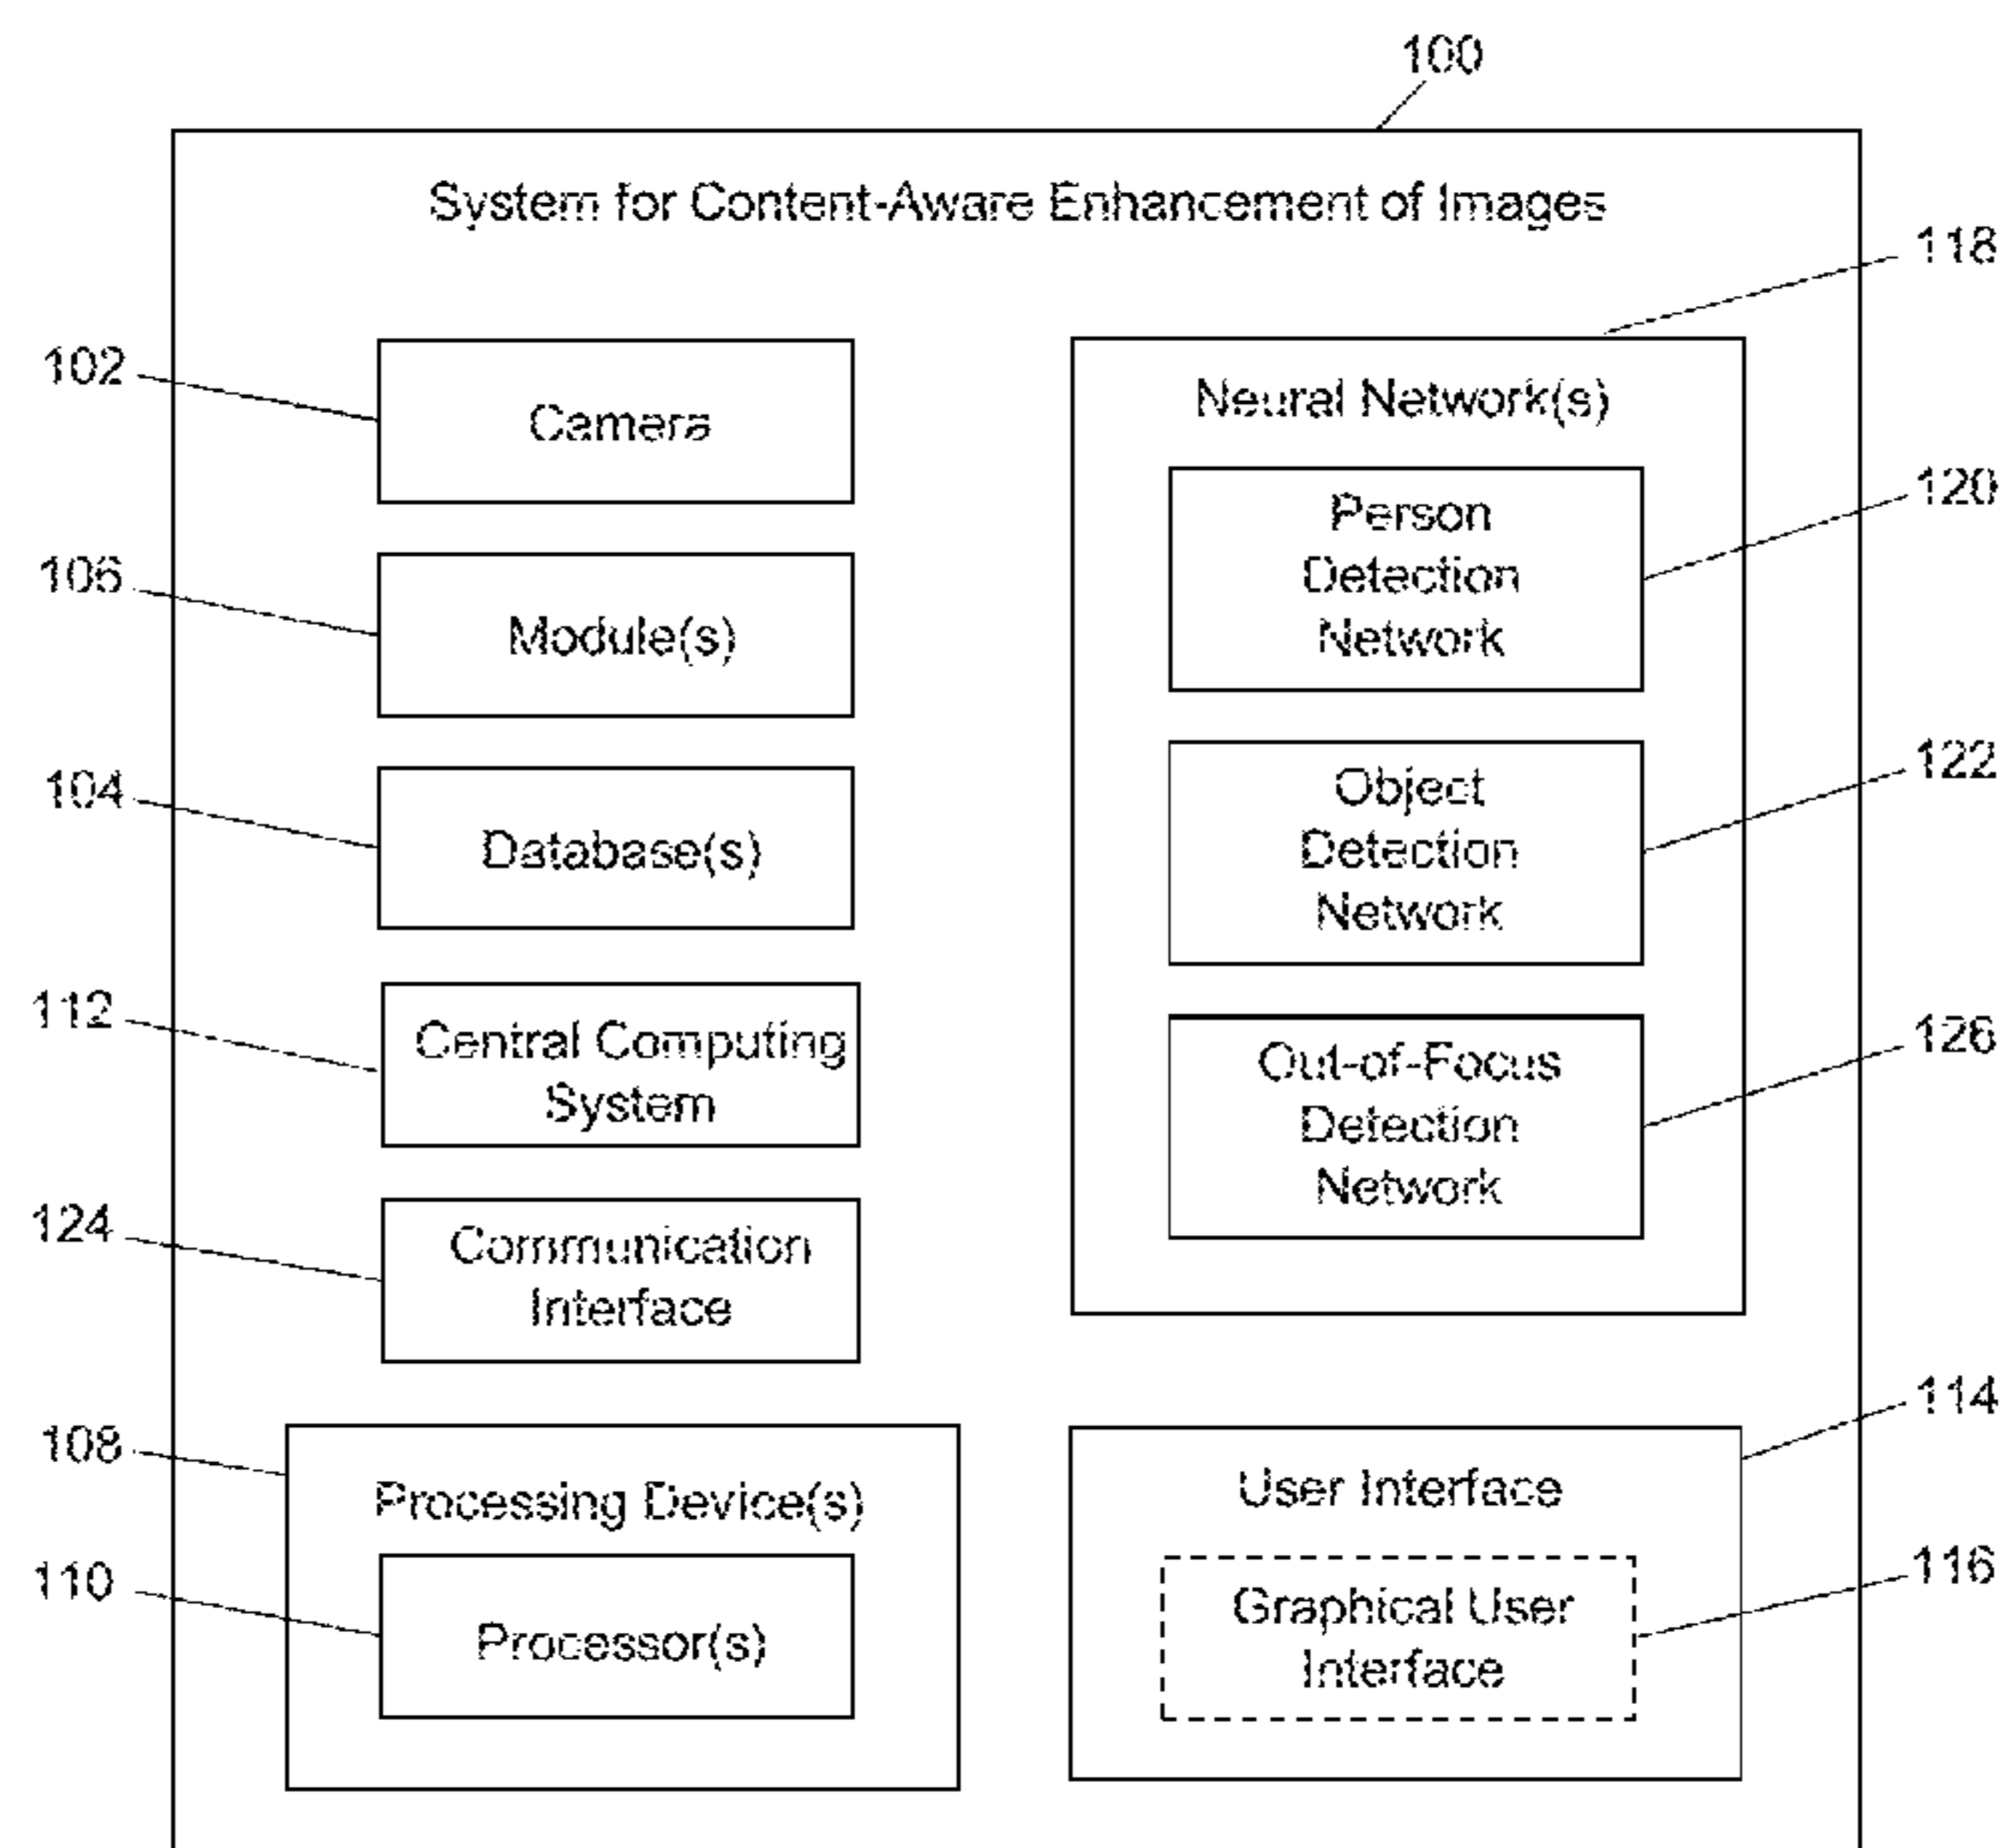 100
System for Content-Aware Enhancement of Images
118
102
Camera
Neural Network(s)
120
Person
Detection
Network
106
Module(s)
122
Object
Detection
Network
104
Database(s)
126
Out-of-Focus
Detection
Network
112
Central Computing
System
124
Communication
Interface
108
Processing Device(s)
110
Processor(s)
114
User Interface
116
Graphical User
Interface